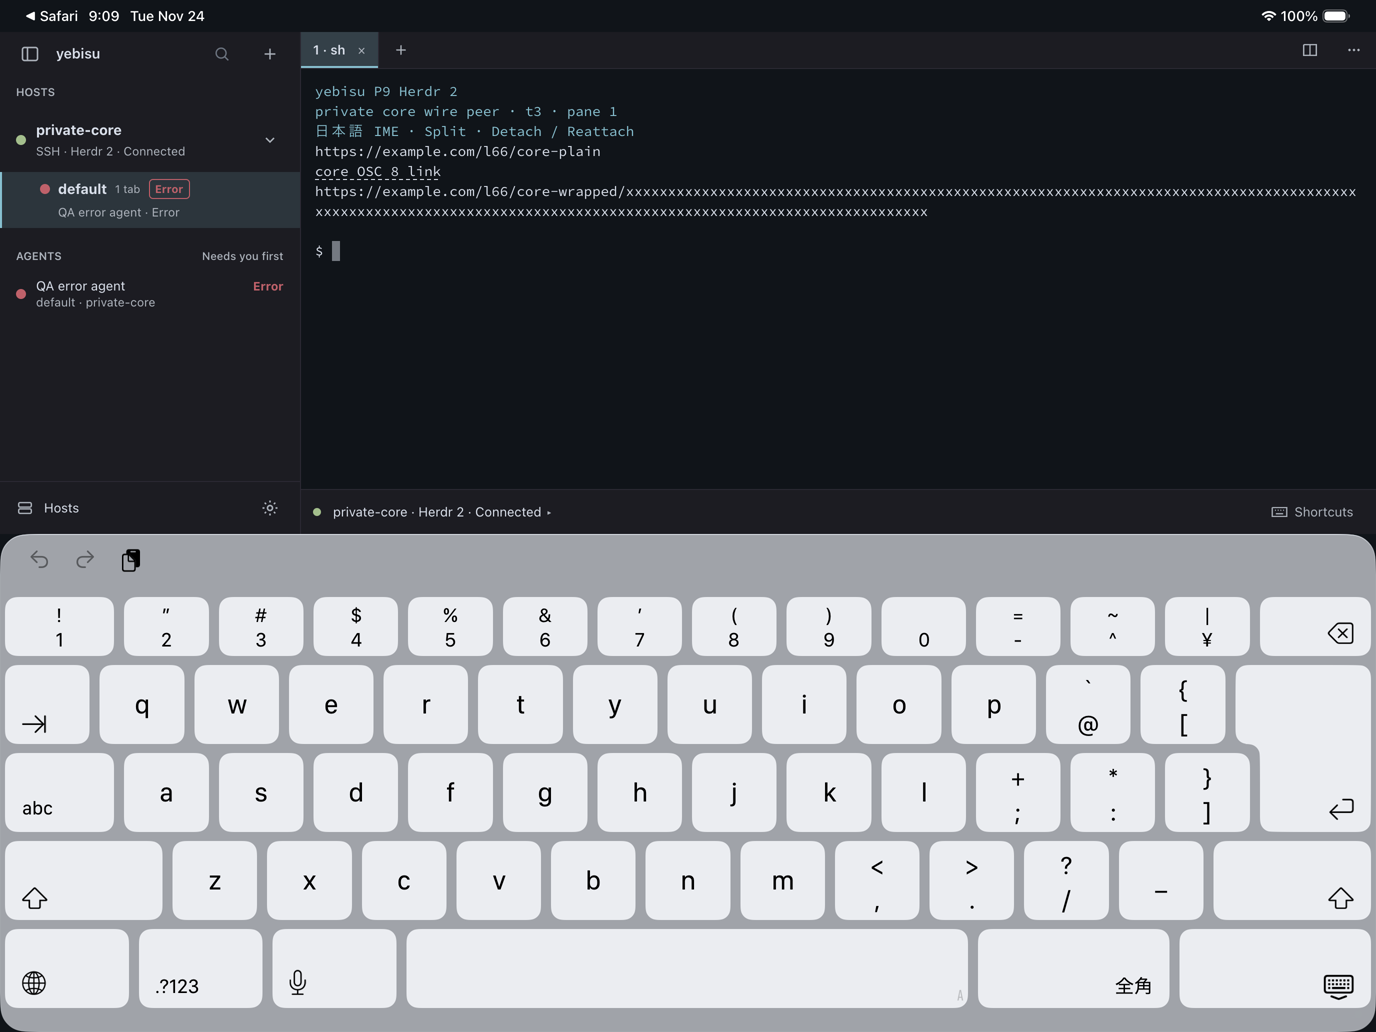 ◀ Safari 9:09 Tue Nov 24 100%
yebisu
HOSTS
private-core
SSH · Herdr 2 · Connected
default 1 tab Error
QA error agent · Error
AGENTS Needs you first
QA error agent Error
default · private-core
Hosts
1 · sh × +
yebisu P9 Herdr 2
private core wire peer · t3 · pane 1
日本語 IME · Split · Detach / Reattach
https://example.com/l66/core-plain
core OSC 8 link
https://example.com/l66/core-wrapped/xxxxxxxxxxxxxxxxxxxxxxxxxxxxxxxxxxxxxxxxxxxxxxxxxxxxxxxxxxxxxxxxxxxxxxxxxxxxxxxxxxxxxxx
xxxxxxxxxxxxxxxxxxxxxxxxxxxxxxxxxxxxxxxxxxxxxxxxxxxxxxxxxxxxxxxxxxxxxxxxx
$
private-core · Herdr 2 · Connected ▸ Shortcuts
! " # $ % & ' ( ) = ~ |
1 2 3 4 5 6 7 8 9 0 - ^ ¥
q w e r t y u i o p ` @ { [
abc a s d f g h j k l + ; * : } ]
z x c v b n m < , > . ? / _
.?123 A 全角